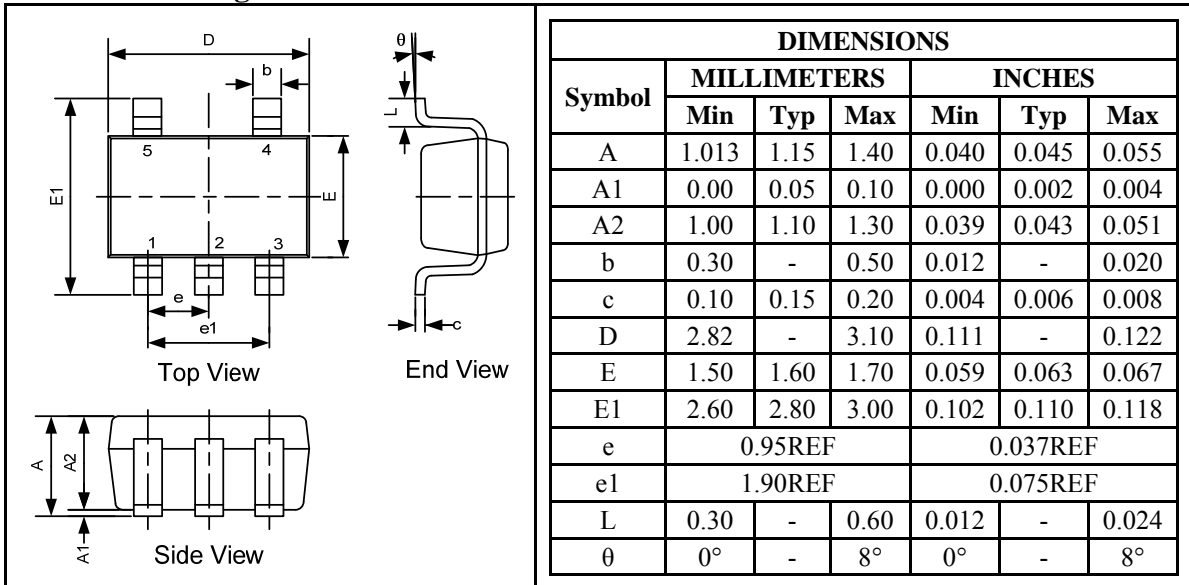 D
b
θ
L
5 4
E1
E
1 2 3
e
e1
c
Top View
End View
A
A2
A1
Side View
DIMENSIONS
Symbol MILLIMETERS INCHES
Min Typ Max Min Typ Max
A 1.013 1.15 1.40 0.040 0.045 0.055
A1 0.00 0.05 0.10 0.000 0.002 0.004
A2 1.00 1.10 1.30 0.039 0.043 0.051
b 0.30 - 0.50 0.012 - 0.020
c 0.10 0.15 0.20 0.004 0.006 0.008
D 2.82 - 3.10 0.111 - 0.122
E 1.50 1.60 1.70 0.059 0.063 0.067
E1 2.60 2.80 3.00 0.102 0.110 0.118
e 0.95REF 0.037REF
e1 1.90REF 0.075REF
L 0.30 - 0.60 0.012 - 0.024
θ 0° - 8° 0° - 8°